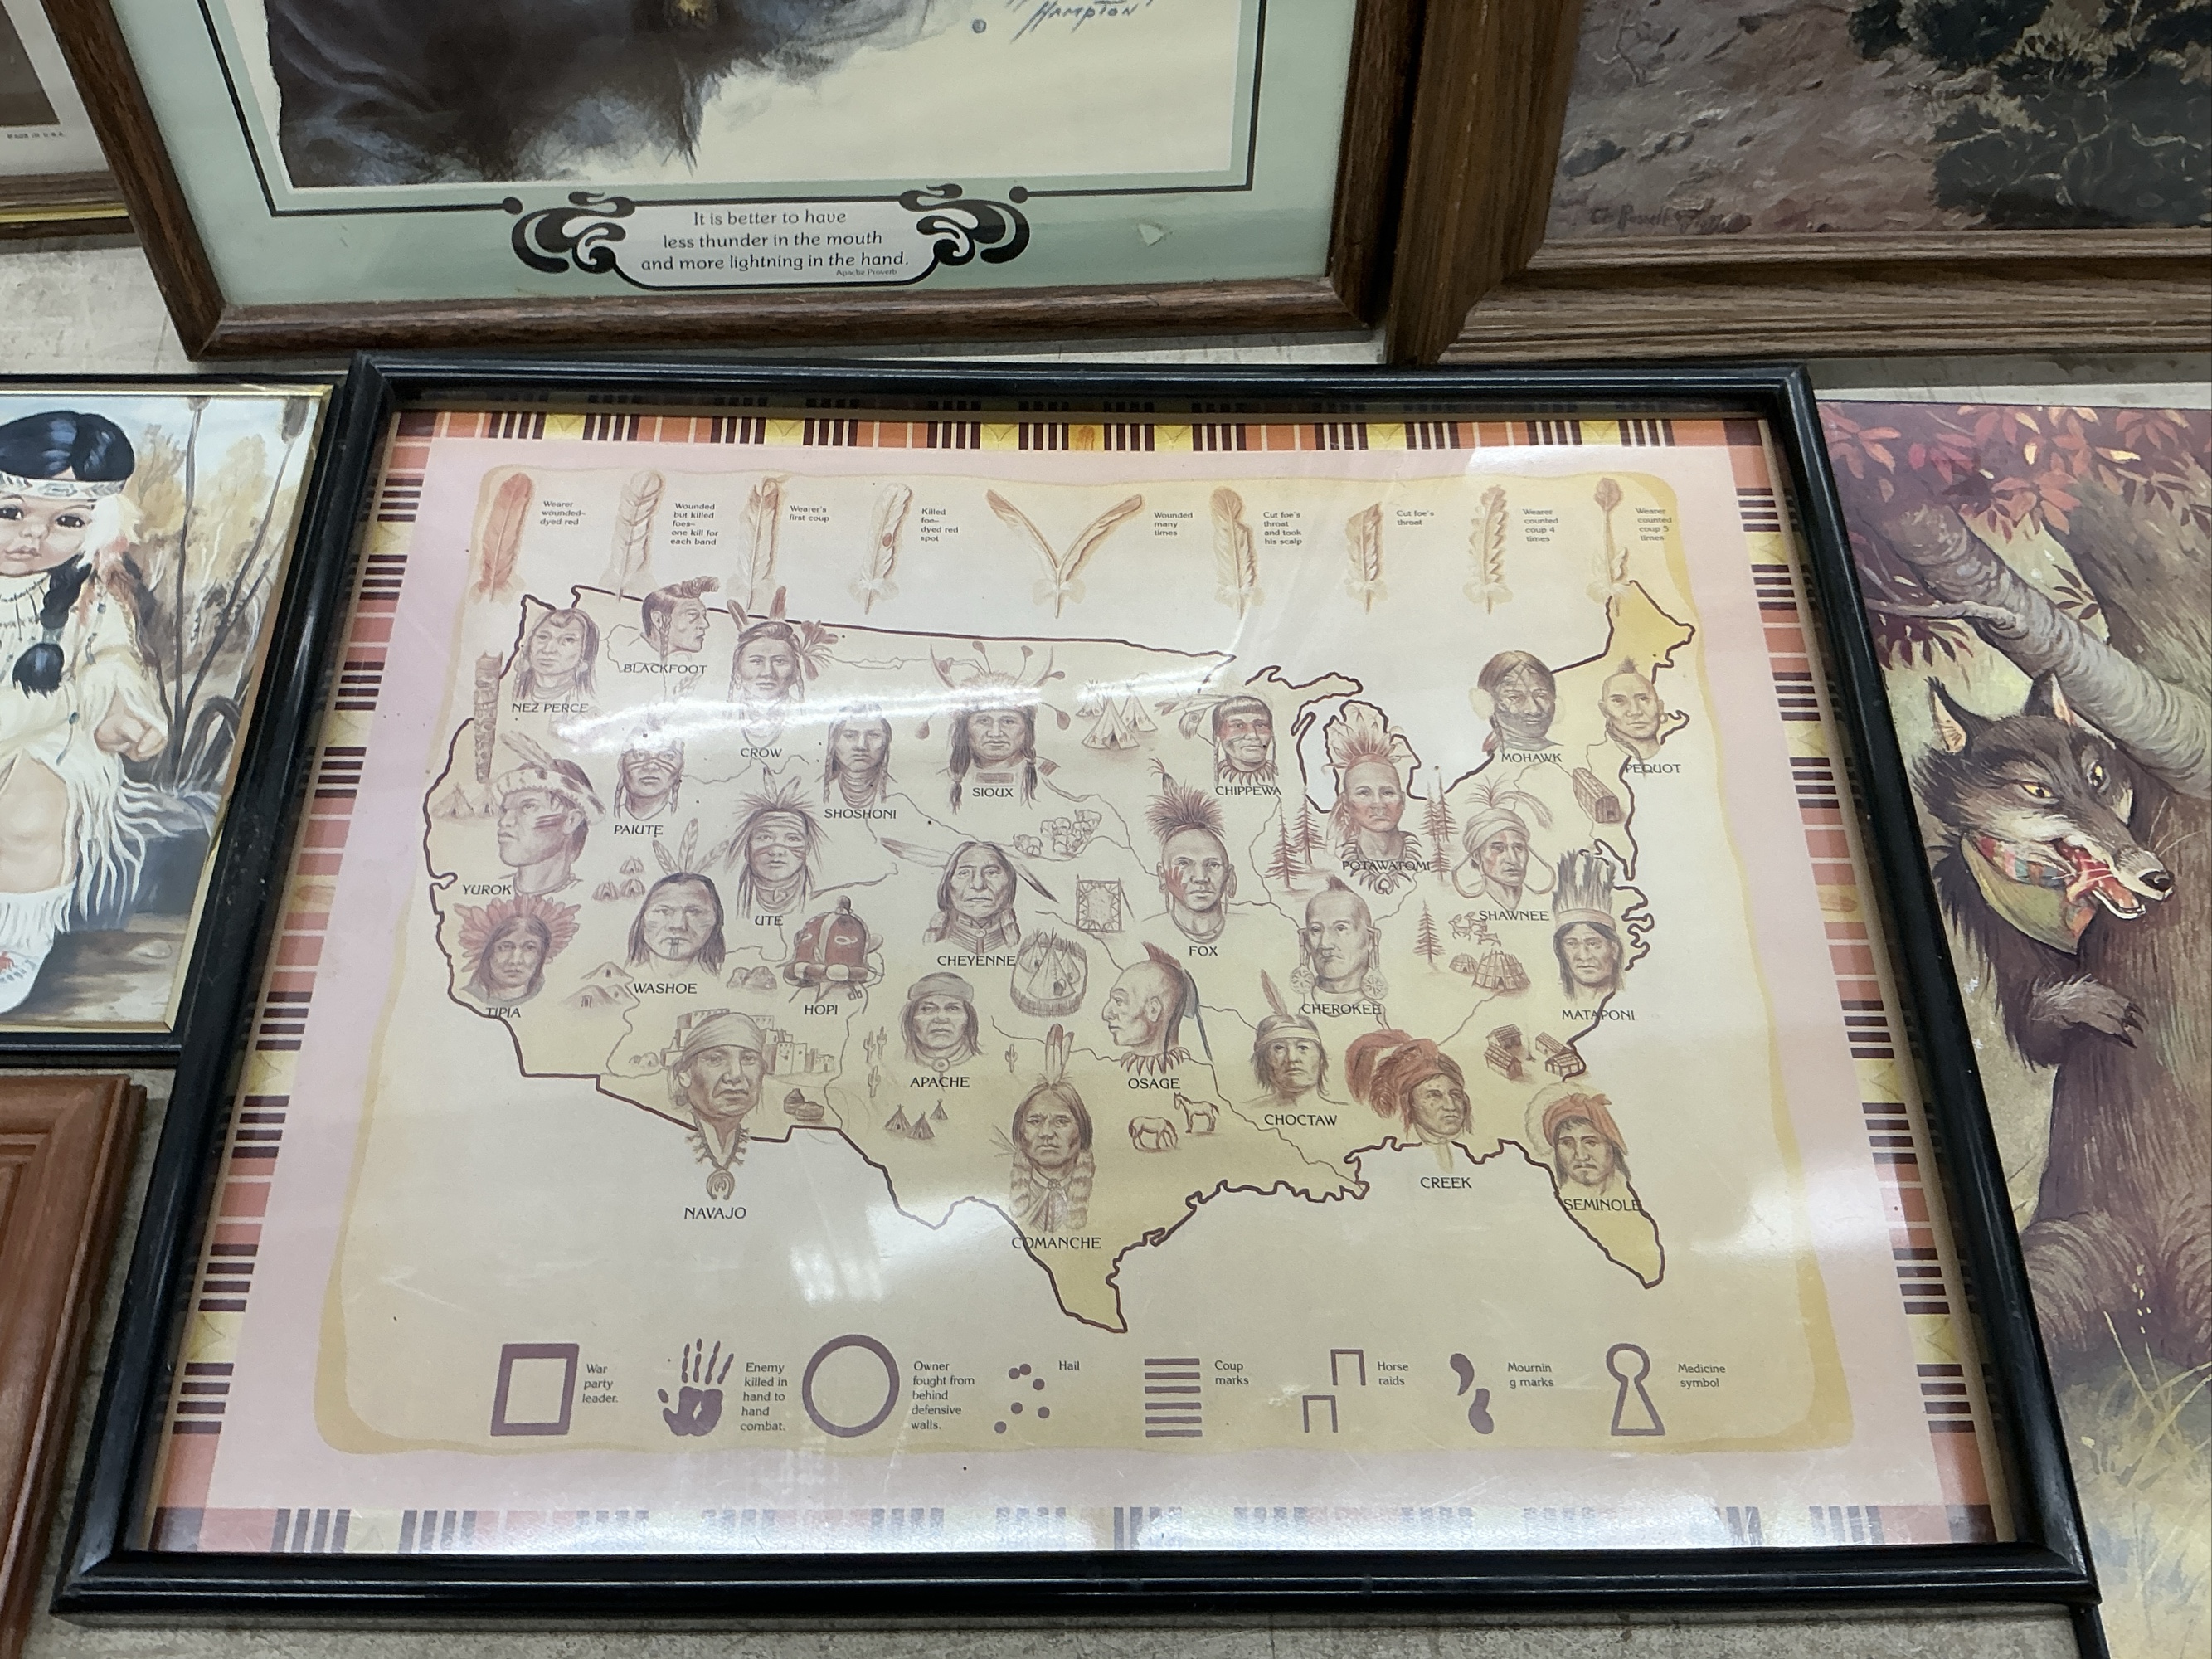 HAMPTON
MADE IN U.S.A.
It is better to have
less thunder in the mouth
and more lightning in the hand.
Apache Proverb
Wearer
wounded-
dyed red
Wounded
but killed
foes-
one kill for
each band
Wearer's
first coup
Killed
foe-
dyed red
spot
Wounded
many
times
Cut foe's
throat
and took
his scalp
Cut foe's
throat
Wearer
counted
coup 4
times
Wearer
counted
coup 5
times
BLACKFOOT
NEZ PERCE
CROW
MOHAWK
PEQUOT
SIOUX
CHIPPEWA
SHOSHONI
PAIUTE
POTAWATOMI
YUROK
SHAWNEE
UTE
FOX
CHEYENNE
WASHOE
TIPIA
HOPI
CHEROKEE
MATAPONI
APACHE
OSAGE
CHOCTAW
CREEK
SEMINOLE
NAVAJO
COMANCHE
War
party
leader.
Enemy
killed in
hand to
hand
combat.
Owner
fought from
behind
defensive
walls.
Hail
Coup
marks
Horse
raids
Mournin
g marks
Medicine
symbol